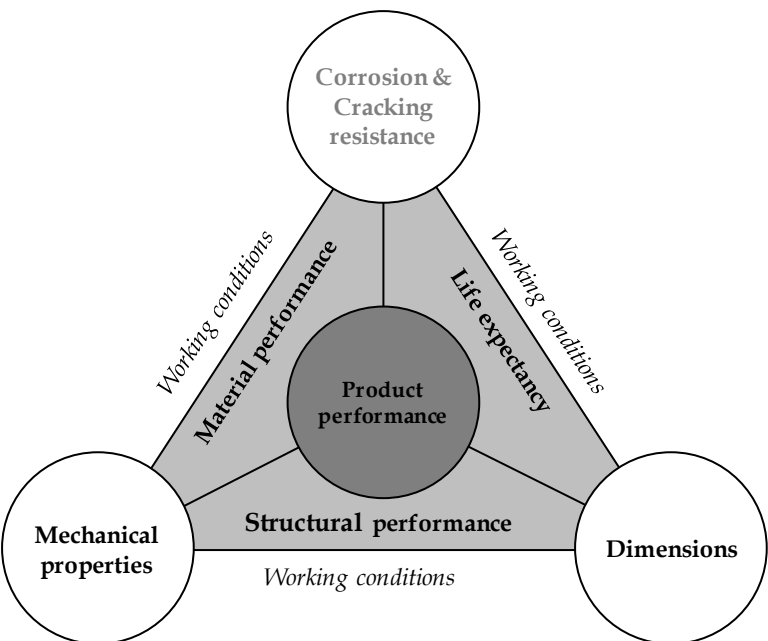 Corrosion &
Cracking
resistance
Working conditions
Material performance
Working conditions
Life expectancy
Product
performance
Mechanical
properties
Structural performance
Dimensions
Working conditions